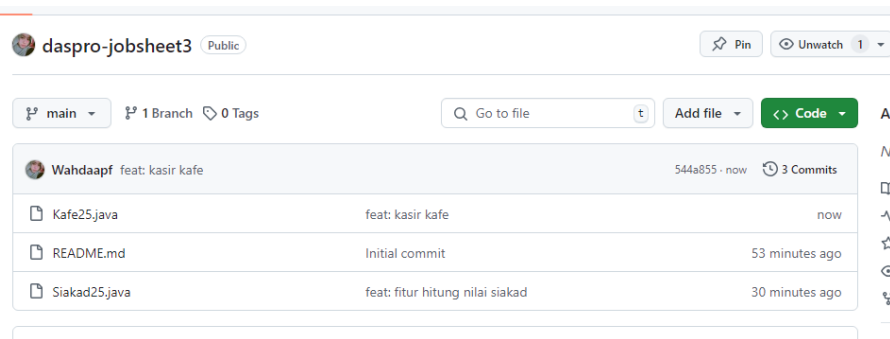 daspro-jobsheet3 Public Pin Unwatch 1
main 1 Branch 0 Tags Go to file t Add file Code
Wahdaapf feat: kasir kafe 544a855 · now 3 Commits
Kafe25.java feat: kasir kafe now
README.md Initial commit 53 minutes ago
Siakad25.java feat: fitur hitung nilai siakad 30 minutes ago